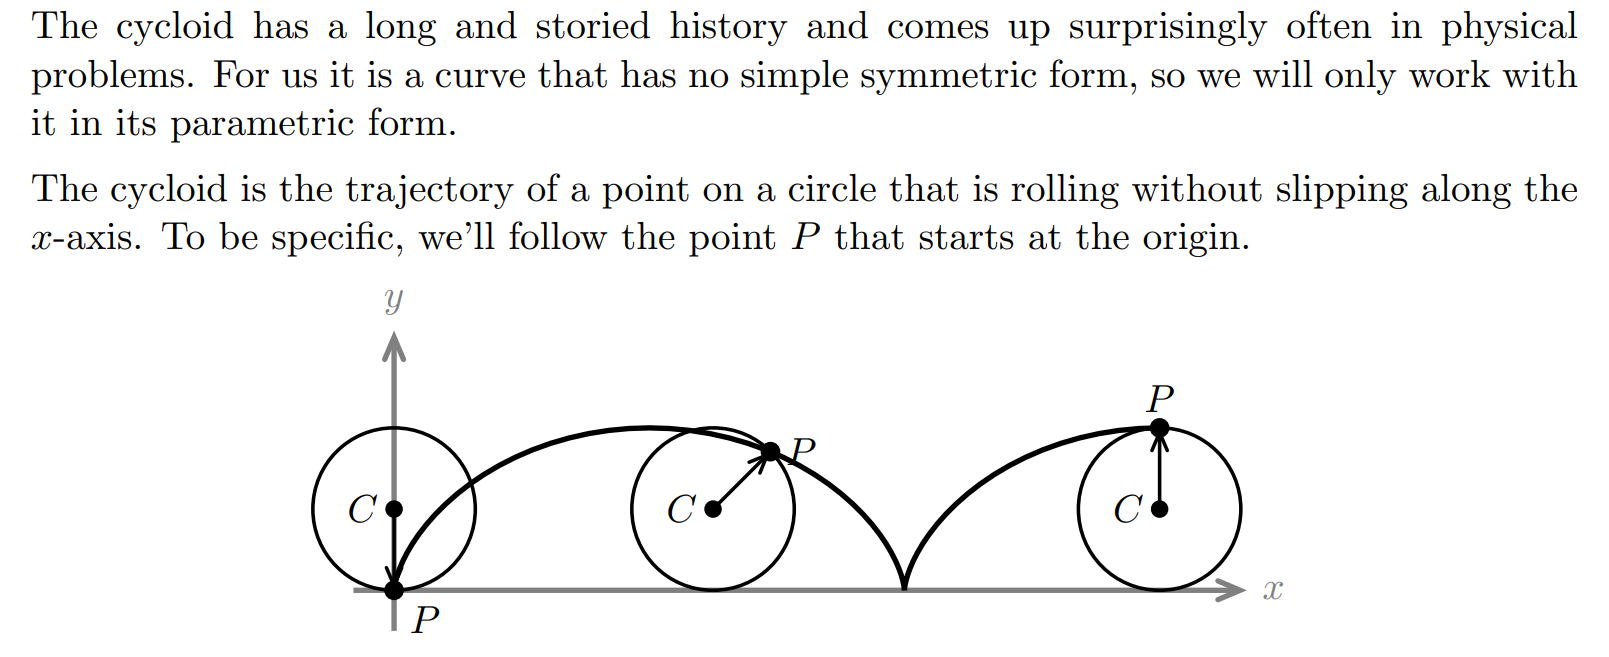 The cycloid has a long and storied history and comes up surprisingly often in physical
problems. For us it is a curve that has no simple symmetric form, so we will only work with
it in its parametric form.
The cycloid is the trajectory of a point on a circle that is rolling without slipping along the
x-axis. To be specific, we'll follow the point P that starts at the origin.
y
P
C
C
P
C
x
P